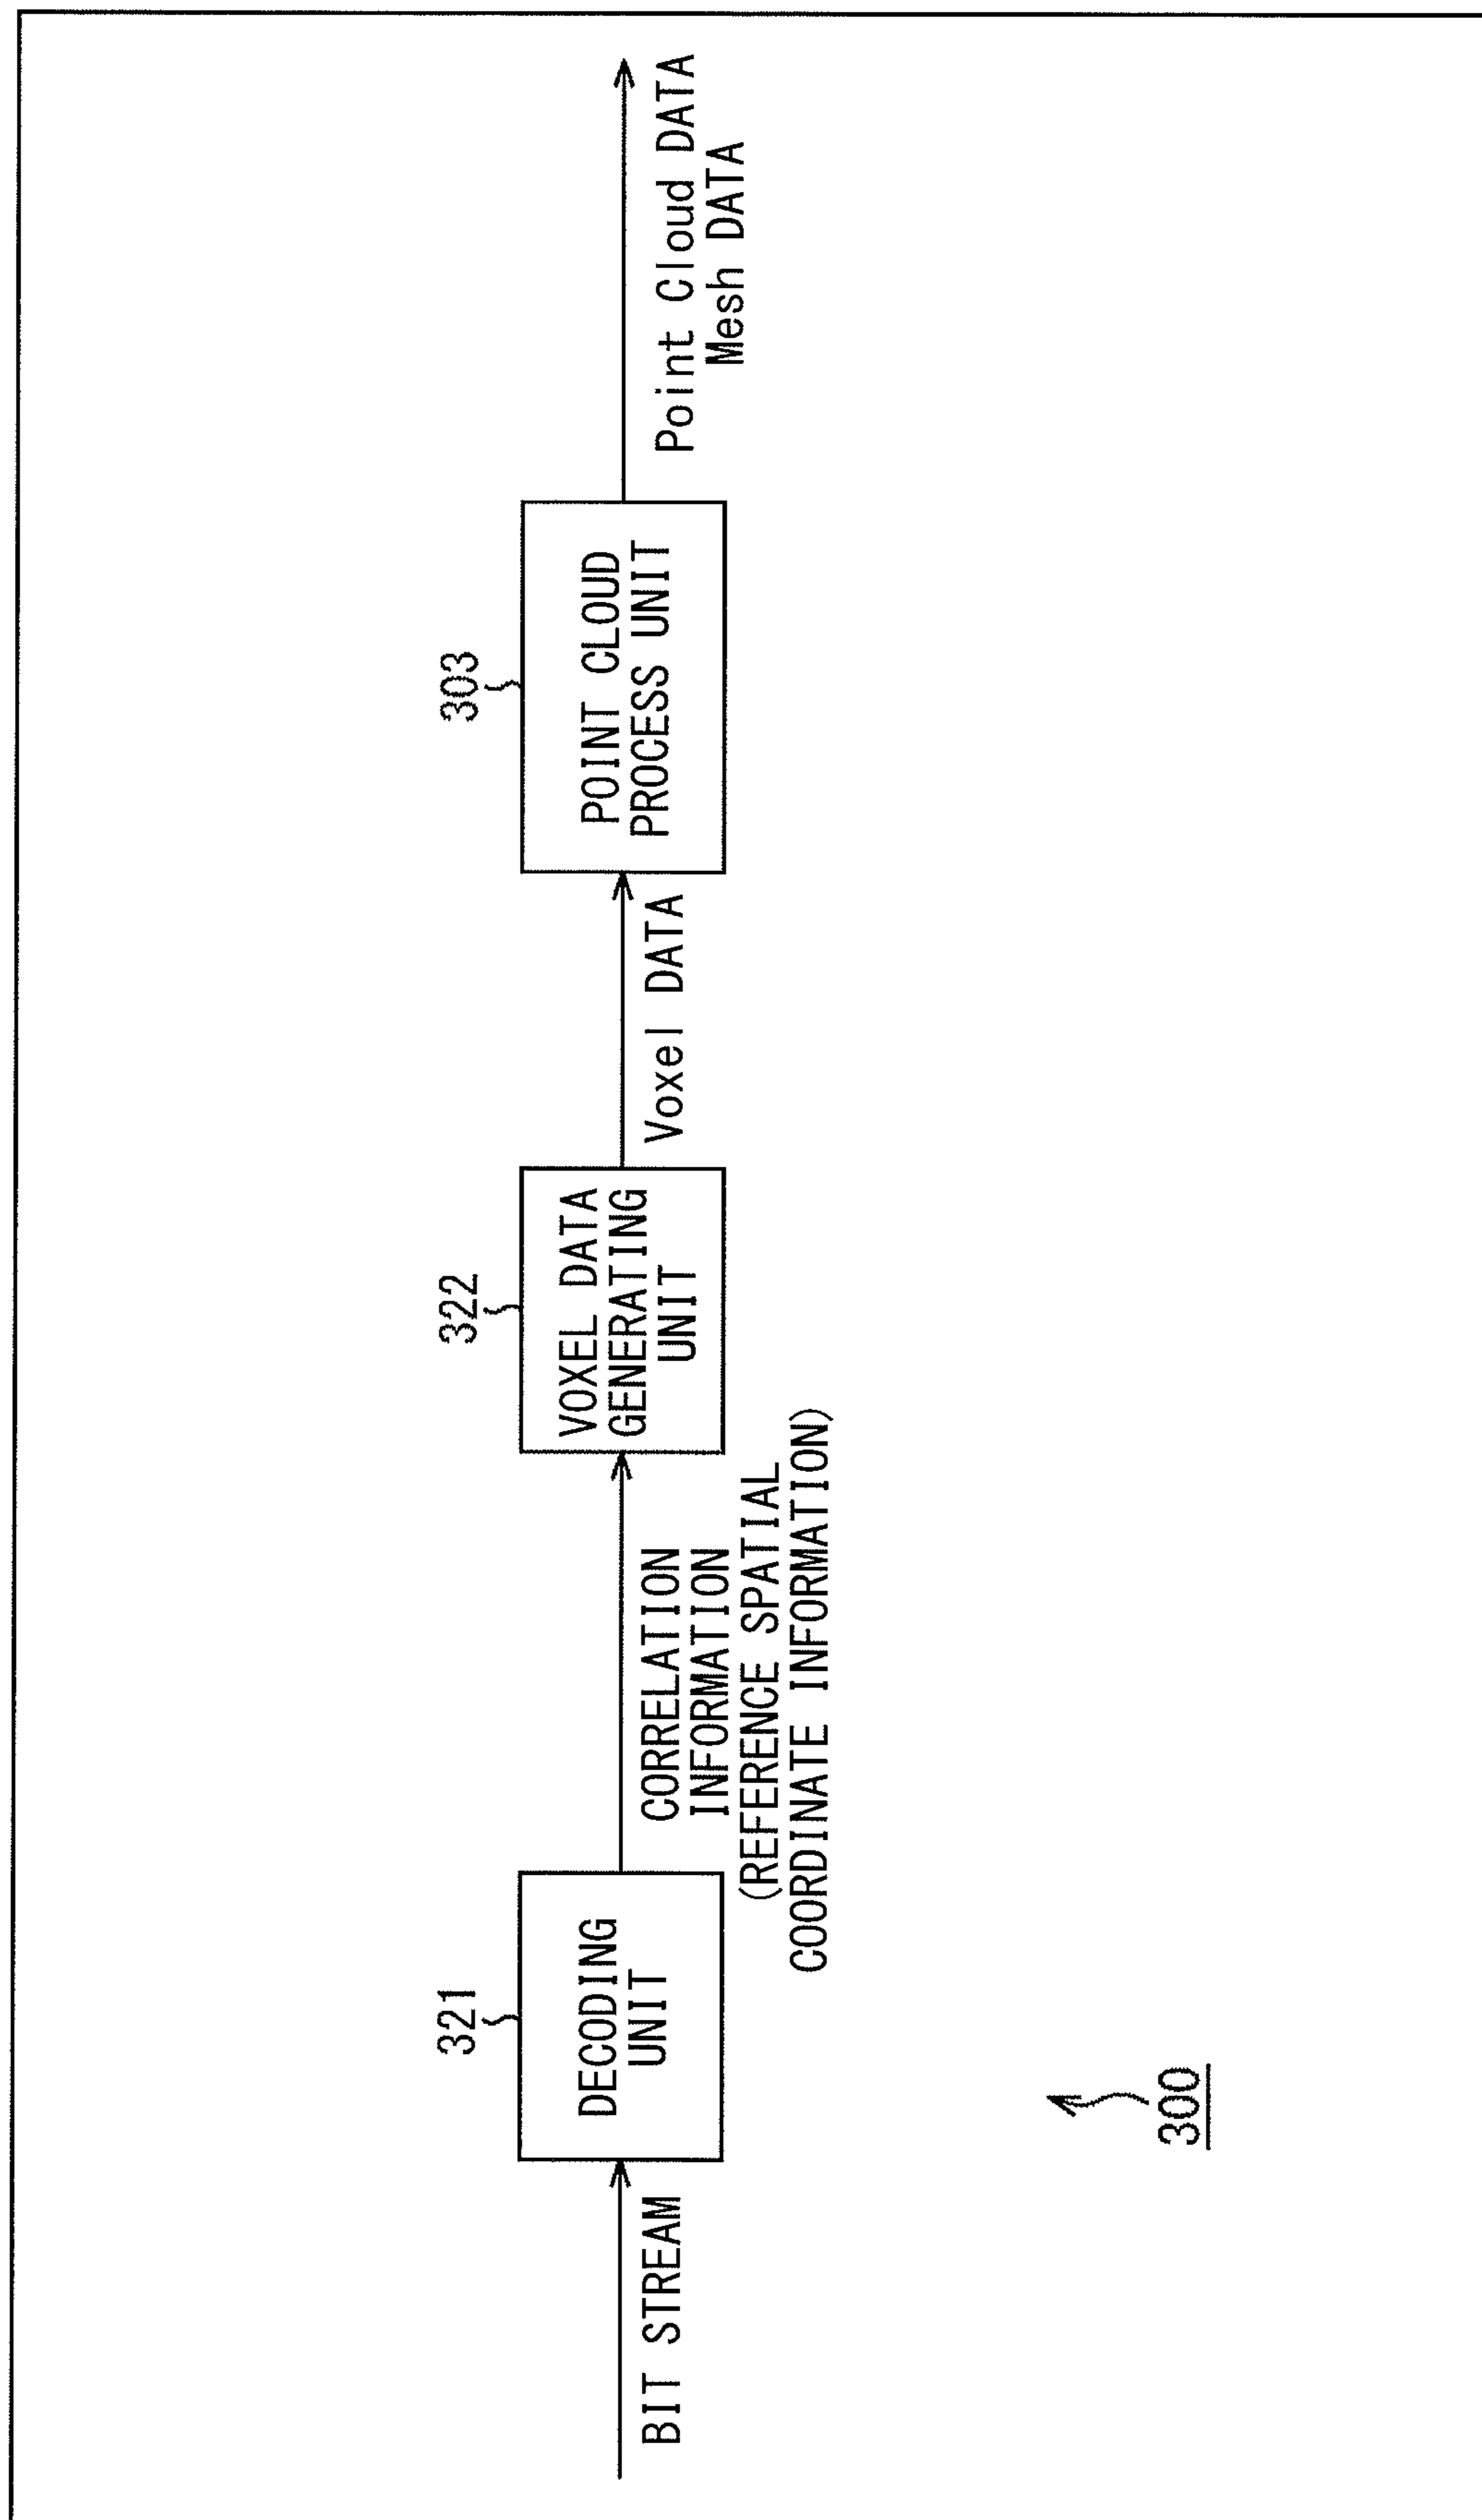 BIT STREAM
321
DECODING
UNIT
CORRELATION
INFORMATION
(REFERENCE SPATIAL
COORDINATE INFORMATION)
322
VOXEL DATA
GENERATING
UNIT
Voxel DATA
303
POINT CLOUD
PROCESS UNIT
Point Cloud DATA
Mesh DATA
300